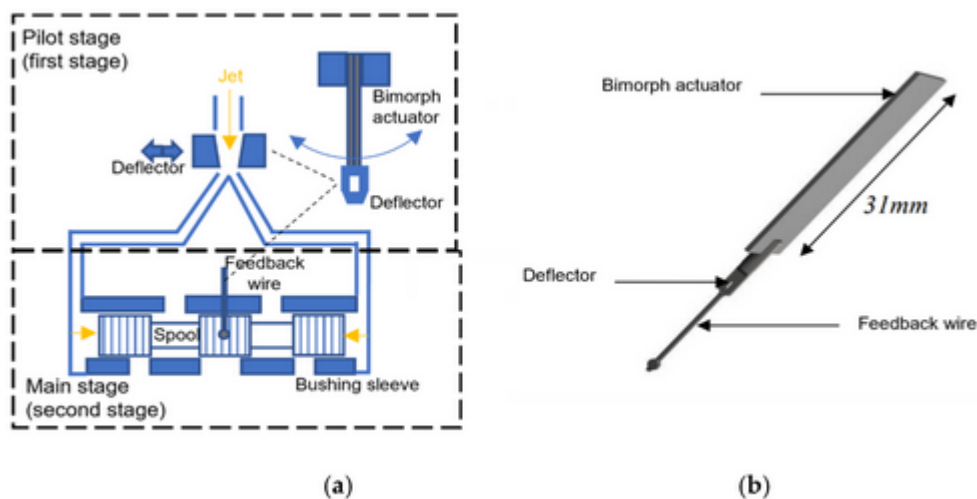 Pilot stage
(first stage)
Jet
Bimorph
actuator
Deflector
Deflector
Feedback
wire
Spool
Bushing sleeve
Main stage
(second stage)
(a)
Bimorph actuator
31mm
Deflector
Feedback wire
(b)